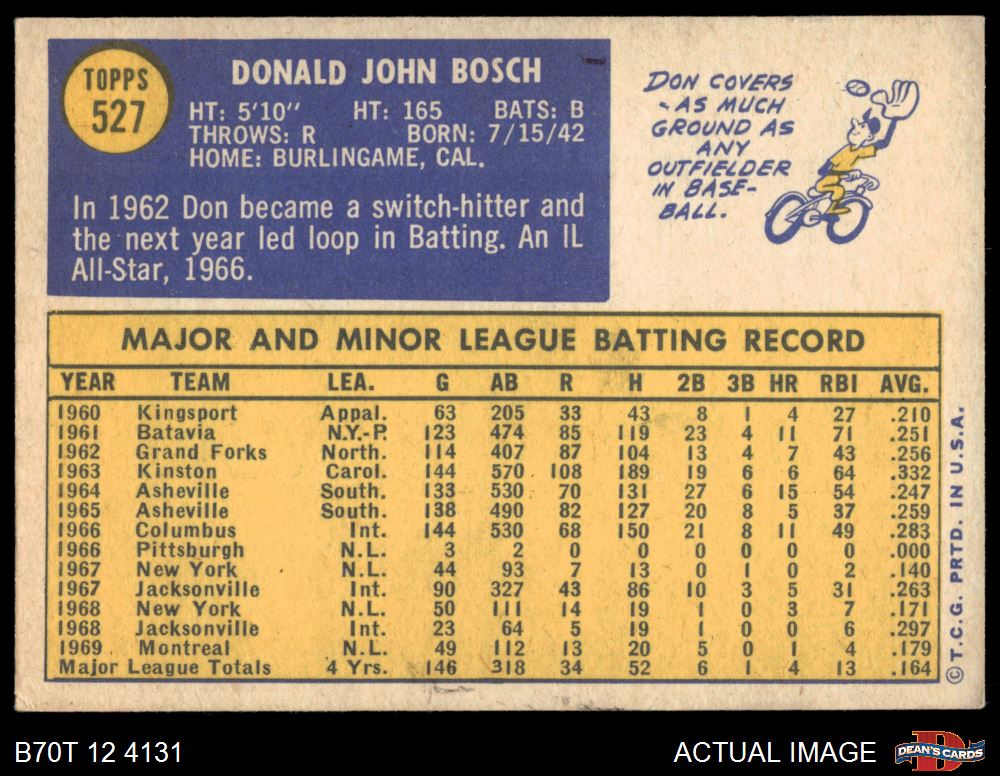 TOPPS
527
DONALD JOHN BOSCH
HT: 5'10" HT: 165 BATS: B
THROWS: R BORN: 7/15/42
HOME: BURLINGAME, CAL.
In 1962 Don became a switch-hitter and
the next year led loop in Batting. An IL
All-Star, 1966.
DON COVERS
AS MUCH
GROUND AS
ANY
OUTFIELDER
IN BASE-
BALL.
MAJOR AND MINOR LEAGUE BATTING RECORD
YEAR TEAM LEA. G AB R H 2B 3B HR RBI AVG.
1960 Kingsport Appal. 63 205 33 43 8 1 4 27 .210
1961 Batavia N.Y.-P. 123 474 85 119 23 4 11 71 .251
1962 Grand Forks North. 114 407 87 104 13 4 7 43 .256
1963 Kinston Carol. 144 570 108 189 19 6 6 64 .332
1964 Asheville South. 133 530 70 131 27 6 15 54 .247
1965 Asheville South. 138 490 82 127 20 8 5 37 .259
1966 Columbus Int. 144 530 68 150 21 8 11 49 .283
1966 Pittsburgh N.L. 3 2 0 0 0 0 0 0 .000
1967 New York N.L. 44 93 7 13 0 1 0 2 .140
1967 Jacksonville Int. 90 327 43 86 10 3 5 31 .263
1968 New York N.L. 50 111 14 19 1 0 3 7 .171
1968 Jacksonville Int. 23 64 5 19 1 0 0 6 .297
1969 Montreal N.L. 49 112 13 20 5 0 1 4 .179
Major League Totals 4 Yrs. 146 318 34 52 6 1 4 13 .164
© T.C.G. PRTD. IN U.S.A.
B70T 12 4131
ACTUAL IMAGE
D
DEAN'S CARDS